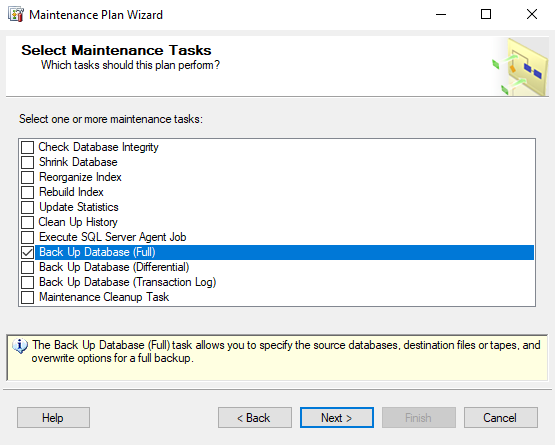 Maintenance Plan Wizard
Select Maintenance Tasks
Which tasks should this plan perform?
Select one or more maintenance tasks:
Check Database Integrity
Shrink Database
Reorganize Index
Rebuild Index
Update Statistics
Clean Up History
Execute SQL Server Agent Job
Back Up Database (Full)
Back Up Database (Differential)
Back Up Database (Transaction Log)
Maintenance Cleanup Task
The Back Up Database (Full) task allows you to specify the source databases, destination files or tapes, and
overwrite options for a full backup.
Help < Back Next > Finish Cancel